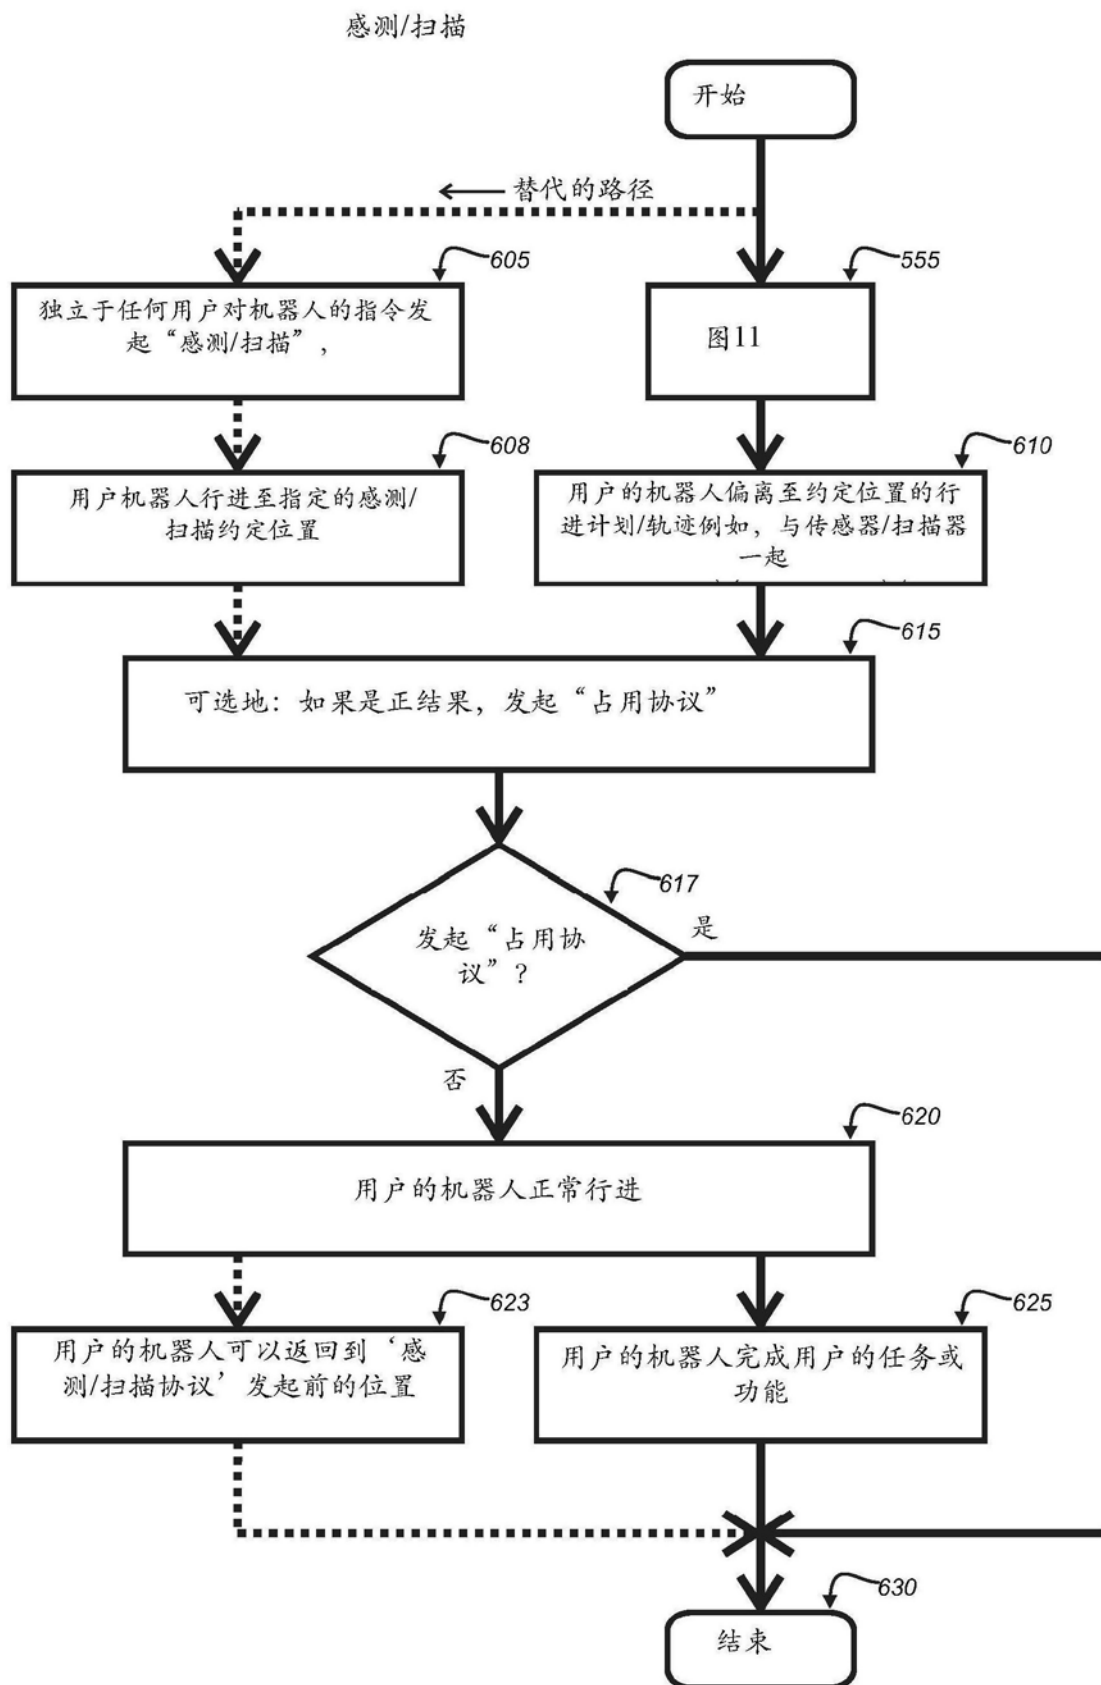 感测/扫描
开始
替代的路径
605
555
独立于任何用户对机器人的指令发
起“感测/扫描”,
图11
608
610
用户机器人行进至指定的感测/
扫描约定位置
用户的机器人偏离至约定位置的行
进计划/轨迹例如,与传感器/扫描器
一起
615
可选地:如果是正结果,发起“占用协议”
617
发起“占用协
议”?
是
否
620
用户的机器人正常行进
623
625
用户的机器人可以返回到‘感
测/扫描协议’发起前的位置
用户的机器人完成用户的任务或
功能
630
结束